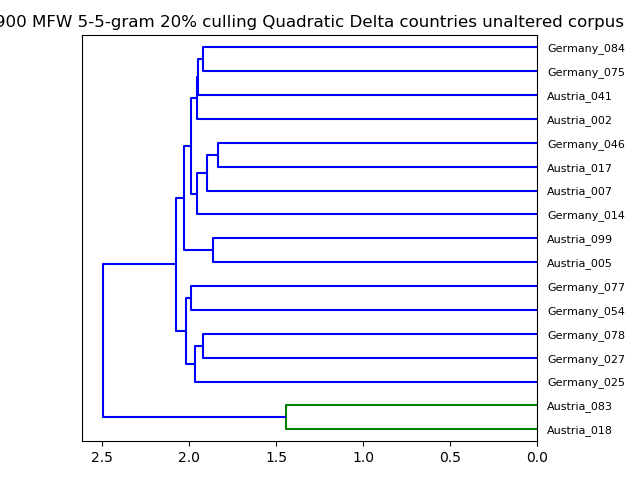 900 MFW 5-5-gram 20% culling Quadratic Delta countries unaltered corpus
Germany_084
Germany_075
Austria_041
Austria_002
Germany_046
Austria_017
Austria_007
Germany_014
Austria_099
Austria_005
Germany_077
Germany_054
Germany_078
Germany_027
Germany_025
Austria_083
Austria_018
2.5 2.0 1.5 1.0 0.5 0.0